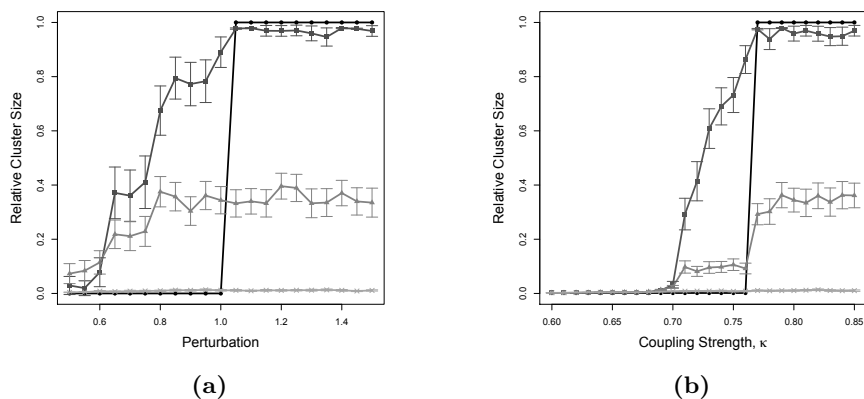 1.0
0.8
0.6
0.4
0.2
0.0
Relative Cluster Size
0.6 0.8 1.0 1.2 1.4
Perturbation
(a)
1.0
0.8
0.6
0.4
0.2
0.0
Relative Cluster Size
0.60 0.65 0.70 0.75 0.80 0.85
Coupling Strength, κ
(b)